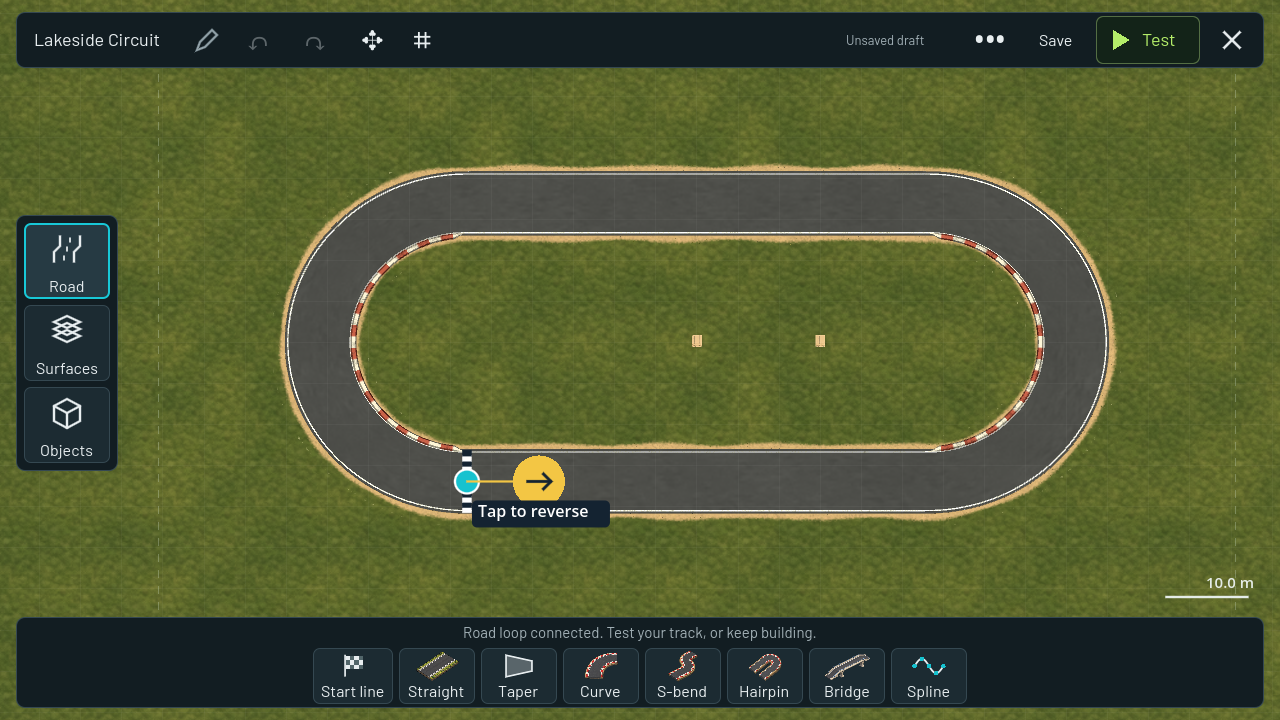 Lakeside Circuit
Unsaved draft
Save
Test
Road
Surfaces
Objects
Tap to reverse
10.0 m
Road loop connected. Test your track, or keep building.
Start line
Straight
Taper
Curve
S-bend
Hairpin
Bridge
Spline